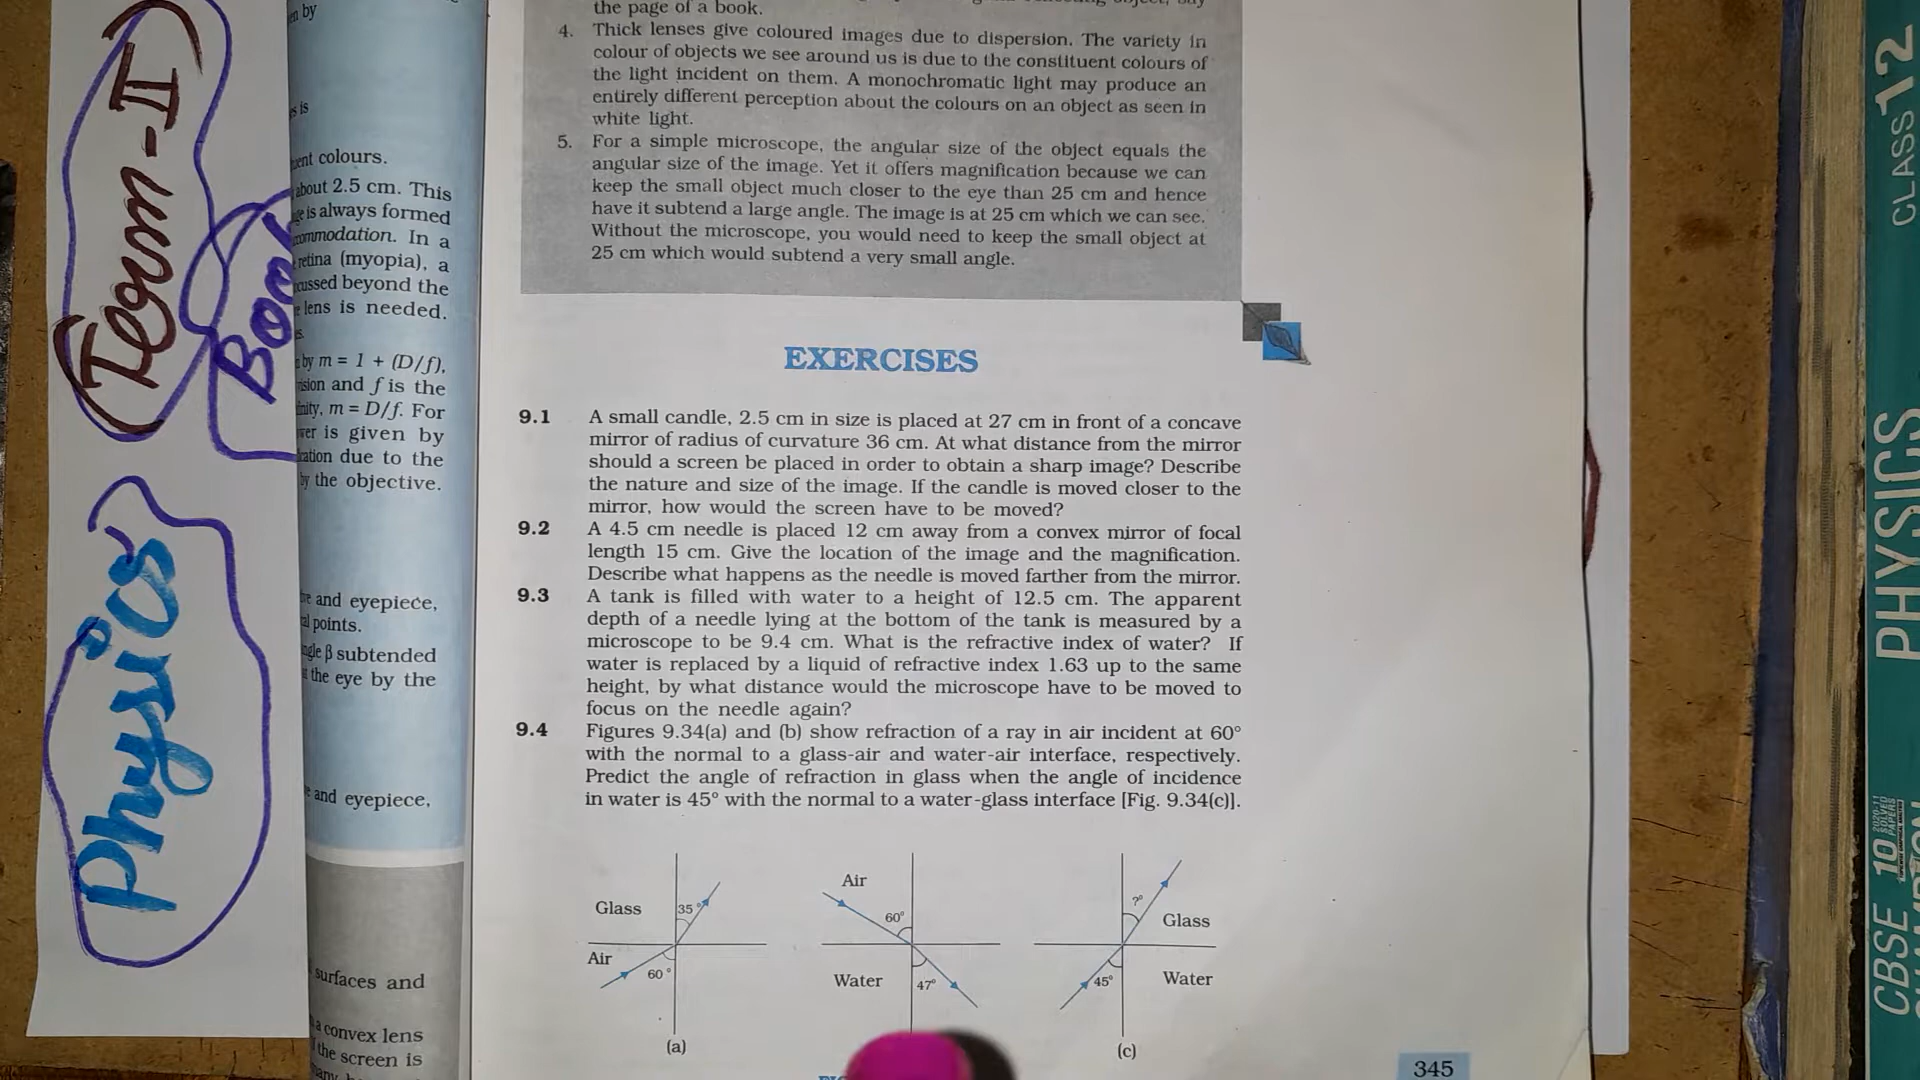 (Term-I)
Physics
en by
s is
uent colours.
about 2.5 cm. This
ge is always formed
commodation. In a
retina (myopia), a
cussed beyond the
lens is needed.
es.
by m = 1 + (D/f),
vision and f is the
finity, m = D/f. For
wer is given by
cation due to the
by the objective.
ve and eyepiece,
al points.
ngle β subtended
the eye by the
e and eyepiece,
surfaces and
a convex lens
the screen is
the page of a book.
4. Thick lenses give coloured images due to dispersion. The variety in
colour of objects we see around us is due to the constituent colours of
the light incident on them. A monochromatic light may produce an
entirely different perception about the colours on an object as seen in
white light.
5. For a simple microscope, the angular size of the object equals the
angular size of the image. Yet it offers magnification because we can
keep the small object much closer to the eye than 25 cm and hence
have it subtend a large angle. The image is at 25 cm which we can see.
Without the microscope, you would need to keep the small object at
25 cm which would subtend a very small angle.
EXERCISES
9.1 A small candle, 2.5 cm in size is placed at 27 cm in front of a concave
mirror of radius of curvature 36 cm. At what distance from the mirror
should a screen be placed in order to obtain a sharp image? Describe
the nature and size of the image. If the candle is moved closer to the
mirror, how would the screen have to be moved?
9.2 A 4.5 cm needle is placed 12 cm away from a convex mirror of focal
length 15 cm. Give the location of the image and the magnification.
Describe what happens as the needle is moved farther from the mirror.
9.3 A tank is filled with water to a height of 12.5 cm. The apparent
depth of a needle lying at the bottom of the tank is measured by a
microscope to be 9.4 cm. What is the refractive index of water? If
water is replaced by a liquid of refractive index 1.63 up to the same
height, by what distance would the microscope have to be moved to
focus on the needle again?
9.4 Figures 9.34(a) and (b) show refraction of a ray in air incident at 60°
with the normal to a glass-air and water-air interface, respectively.
Predict the angle of refraction in glass when the angle of incidence
in water is 45° with the normal to a water-glass interface [Fig. 9.34(c)].
Glass 35°
Air 60°
(a)
Air 60°
Water 47°
?° Glass
45° Water
(c)
345
CLASS 12
PHYSICS
CBSE 10 2020-11 SOLVED PAPERS